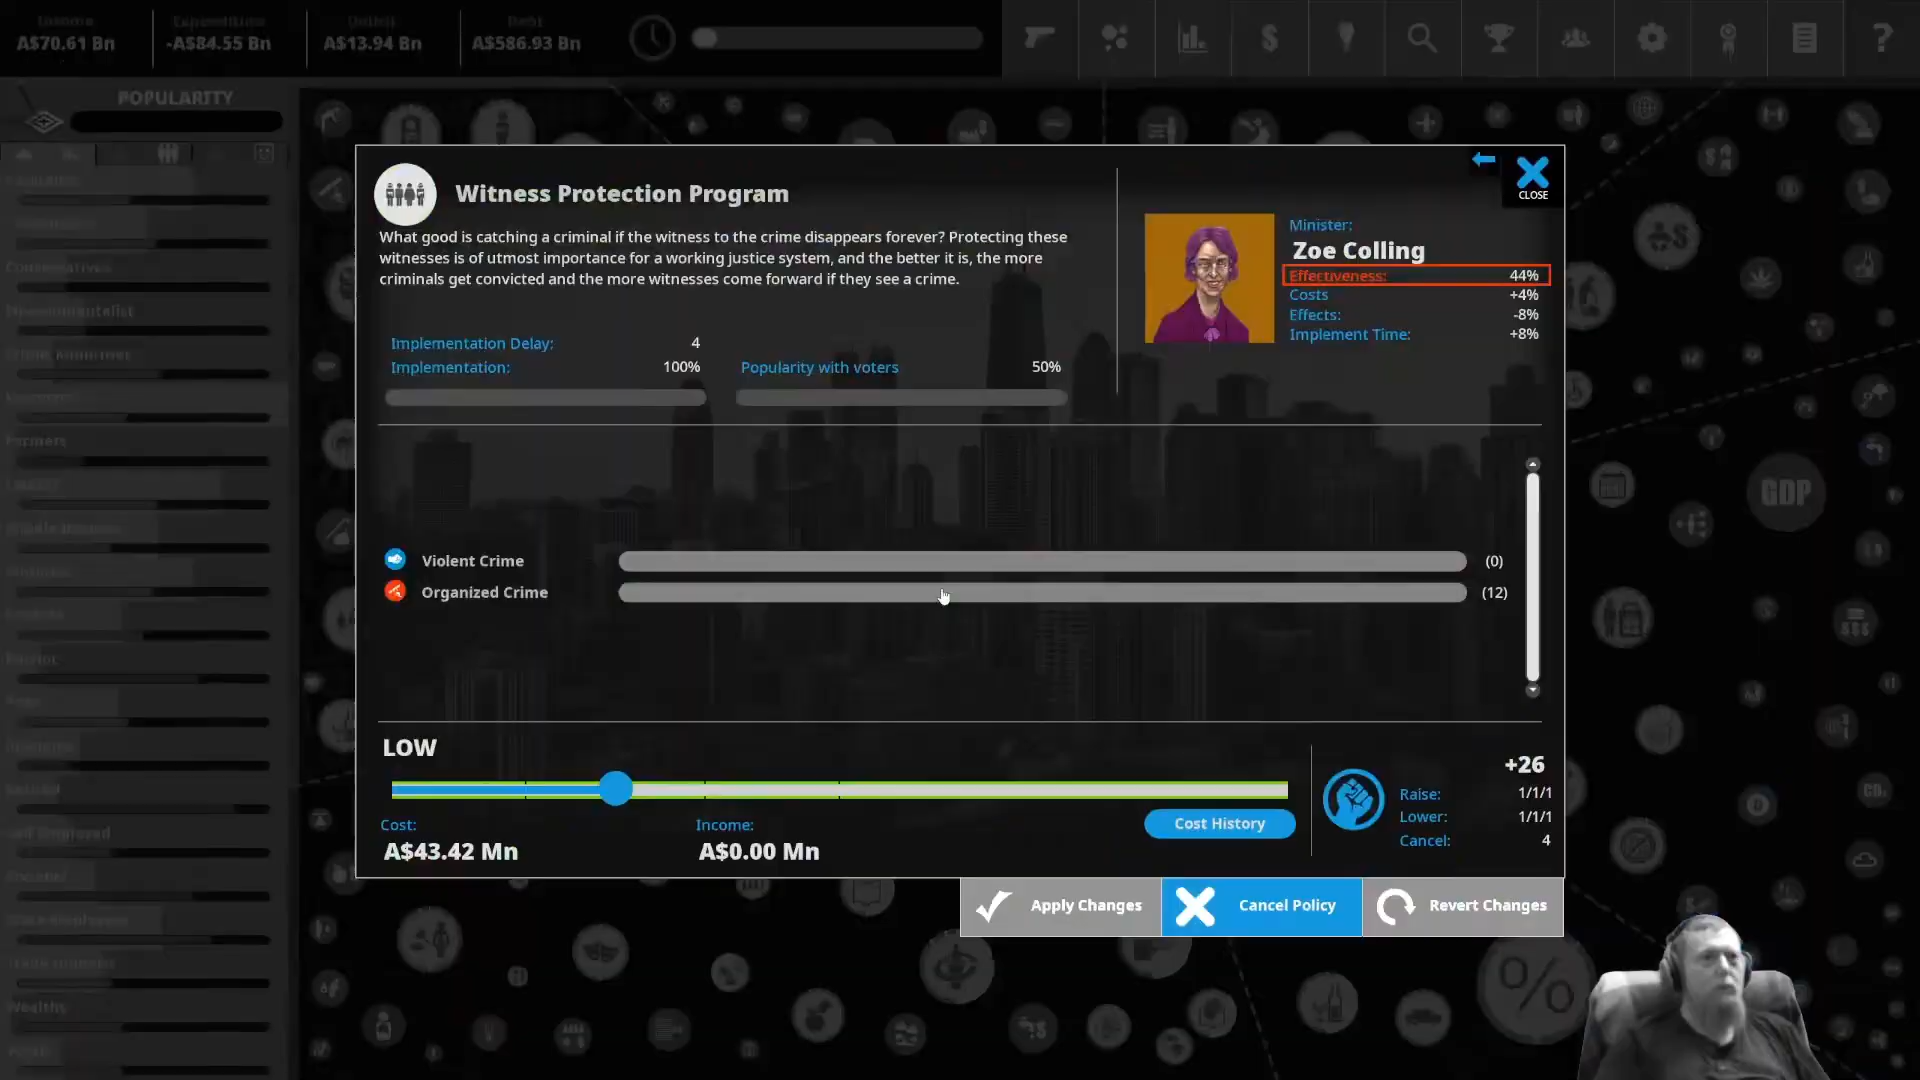 Income
Expenditure
Deficit
Debt
A$70.61 Bn
-A$84.55 Bn
A$13.94 Bn
A$586.93 Bn
POPULARITY
Farmers
Wealthy
GDP
Witness Protection Program
CLOSE
What good is catching a criminal if the witness to the crime disappears forever? Protecting these
witnesses is of utmost importance for a working justice system, and the better it is, the more
criminals get convicted and the more witnesses come forward if they see a crime.
Minister:
Zoe Colling
Effectiveness: 44%
Costs +4%
Effects: -8%
Implement Time: +8%
Implementation Delay: 4
Implementation: 100%
Popularity with voters 50%
Violent Crime (0)
Organized Crime (12)
LOW
Cost:
A$43.42 Mn
Income:
A$0.00 Mn
Cost History
+26
Raise: 1/1/1
Lower: 1/1/1
Cancel: 4
Apply Changes
Cancel Policy
Revert Changes